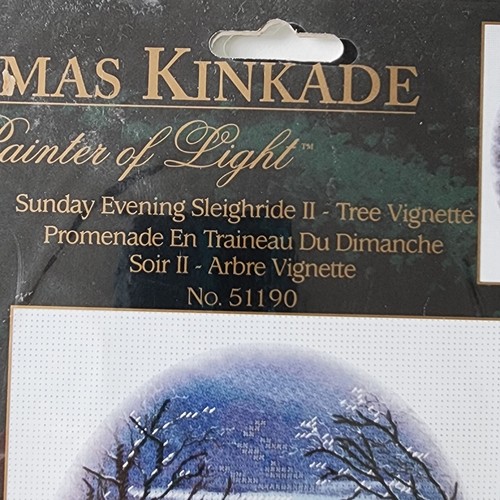 MAS KINKADE
Painter of Light™
Sunday Evening Sleighride II - Tree Vignette
Promenade En Traineau Du Dimanche
Soir II - Arbre Vignette
No. 51190